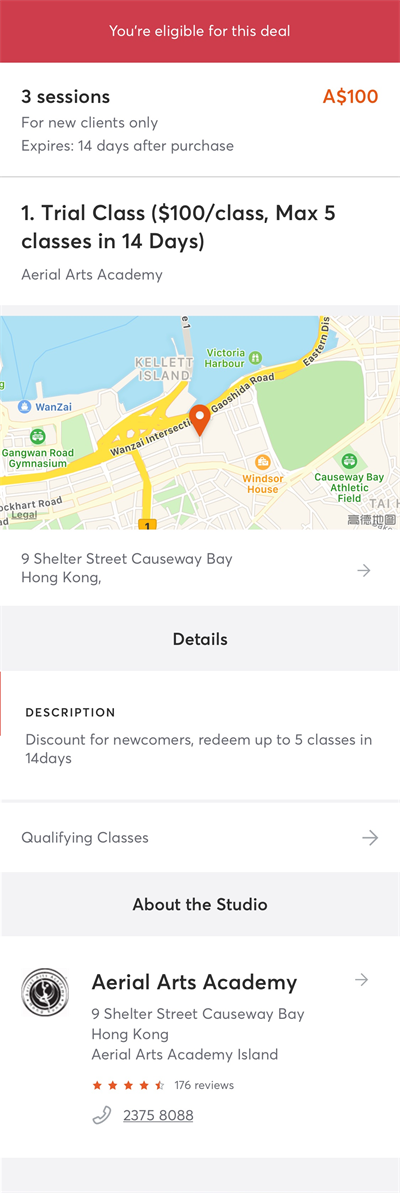 You're eligible for this deal
3 sessions
A$100
For new clients only
Expires: 14 days after purchase
1. Trial Class ($100/class, Max 5
classes in 14 Days)
Aerial Arts Academy
e 1
Eastern Dis
KELLETT
ISLAND
Victoria
Harbour
g
WanZai
Gaoshida Road
Wanzai Intersecti
Gangwan Road
Gymnasium
Windsor
House
Causeway Bay
Athletic
Field
ockhart Road
Legal
ad
TAI H
1
高德地图
9 Shelter Street Causeway Bay
Hong Kong,
Details
DESCRIPTION
Discount for newcomers, redeem up to 5 classes in
14days
Qualifying Classes
About the Studio
Aerial Arts Academy
9 Shelter Street Causeway Bay
Hong Kong
Aerial Arts Academy Island
176 reviews
2375 8088